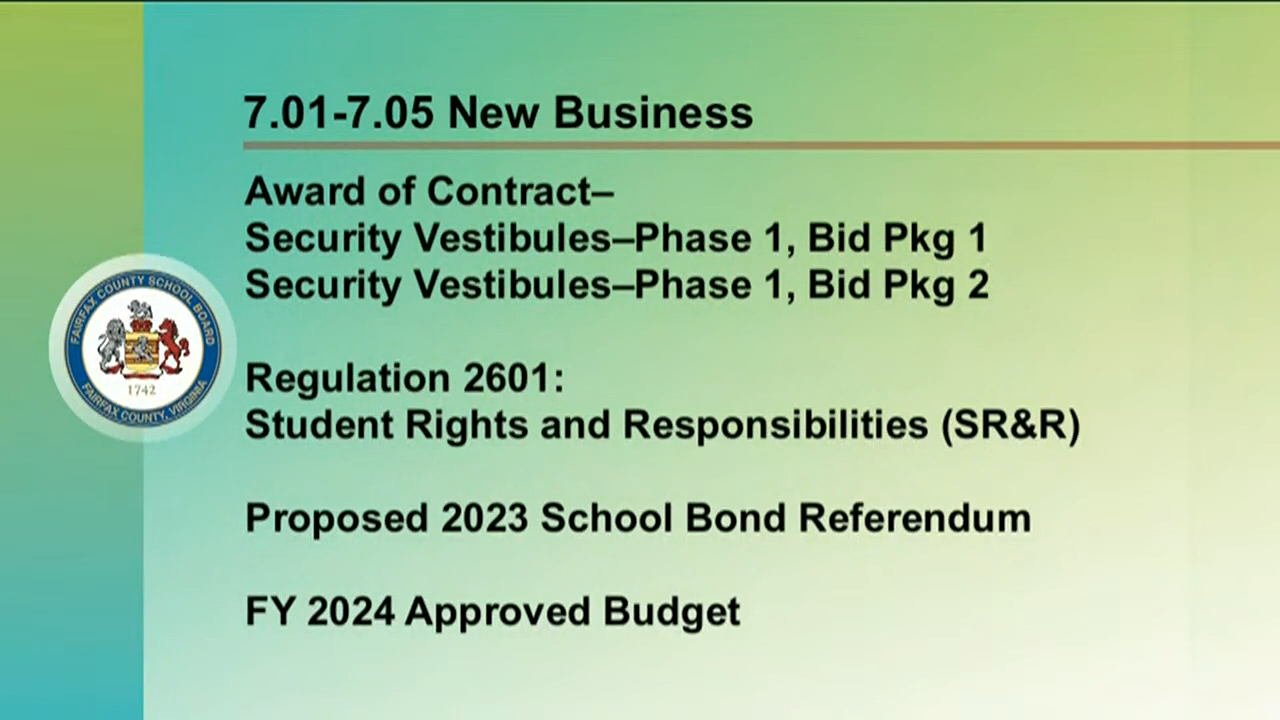 7.01-7.05 New Business
Award of Contract–
Security Vestibules–Phase 1, Bid Pkg 1
Security Vestibules–Phase 1, Bid Pkg 2
FAIRFAX COUNTY SCHOOL BOARD
1742
FAIRFAX COUNTY, VIRGINIA
Regulation 2601:
Student Rights and Responsibilities (SR&R)
Proposed 2023 School Bond Referendum
FY 2024 Approved Budget